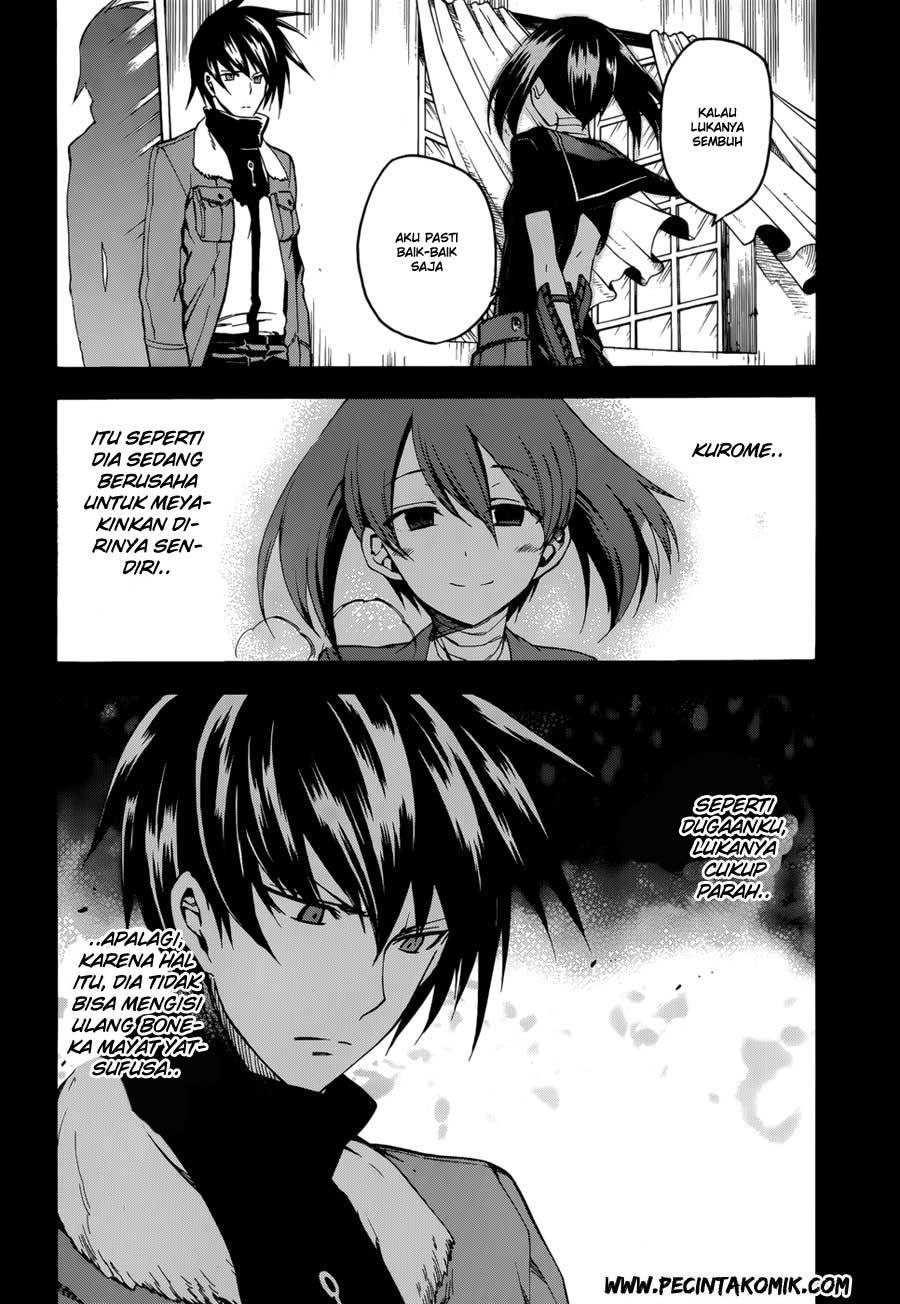 KALAU
LUKANYA
SEMBUH
AKU PASTI
BAIK-BAIK
SAJA
KUROME..
ITU SEPERTI
DIA SEDANG
BERUSAHA
UNTUK MEYA-
KINKAN DI-
RINYA SEN-
DIRI..
SEPERTI
DUGAANKU,
LUKANYA
CUKUP
PARAH..
..APALAGI,
KARENA HAL
ITU, DIA TIDAK
BISA MENGISI
ULANG BONE-
KA MAYAT YAT-
SUFUSA..
WWW.PECINTAKOMIK.COM